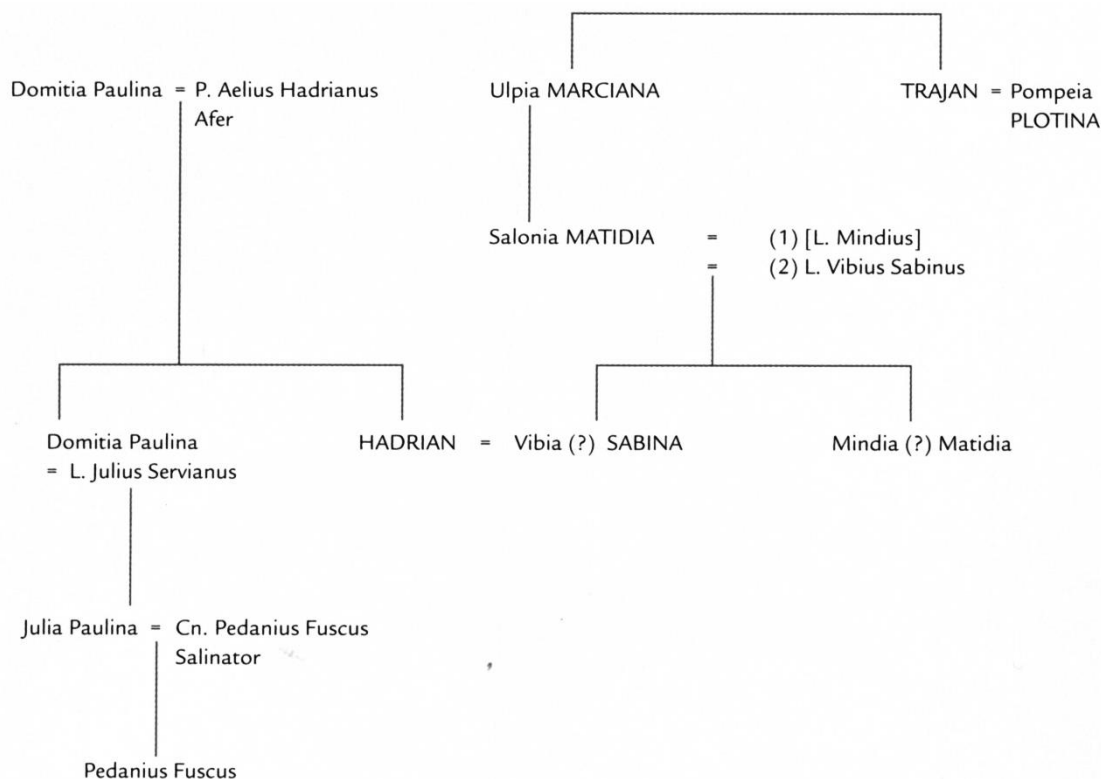 Domitia Paulina = P. Aelius Hadrianus
Afer
Ulpia MARCIANA
TRAJAN = Pompeia
PLOTINA
Salonia MATIDIA = (1) [L. Mindius]
= (2) L. Vibius Sabinus
Domitia Paulina
= L. Julius Servianus
HADRIAN = Vibia (?) SABINA
Mindia (?) Matidia
Julia Paulina = Cn. Pedanius Fuscus
Salinator
Pedanius Fuscus